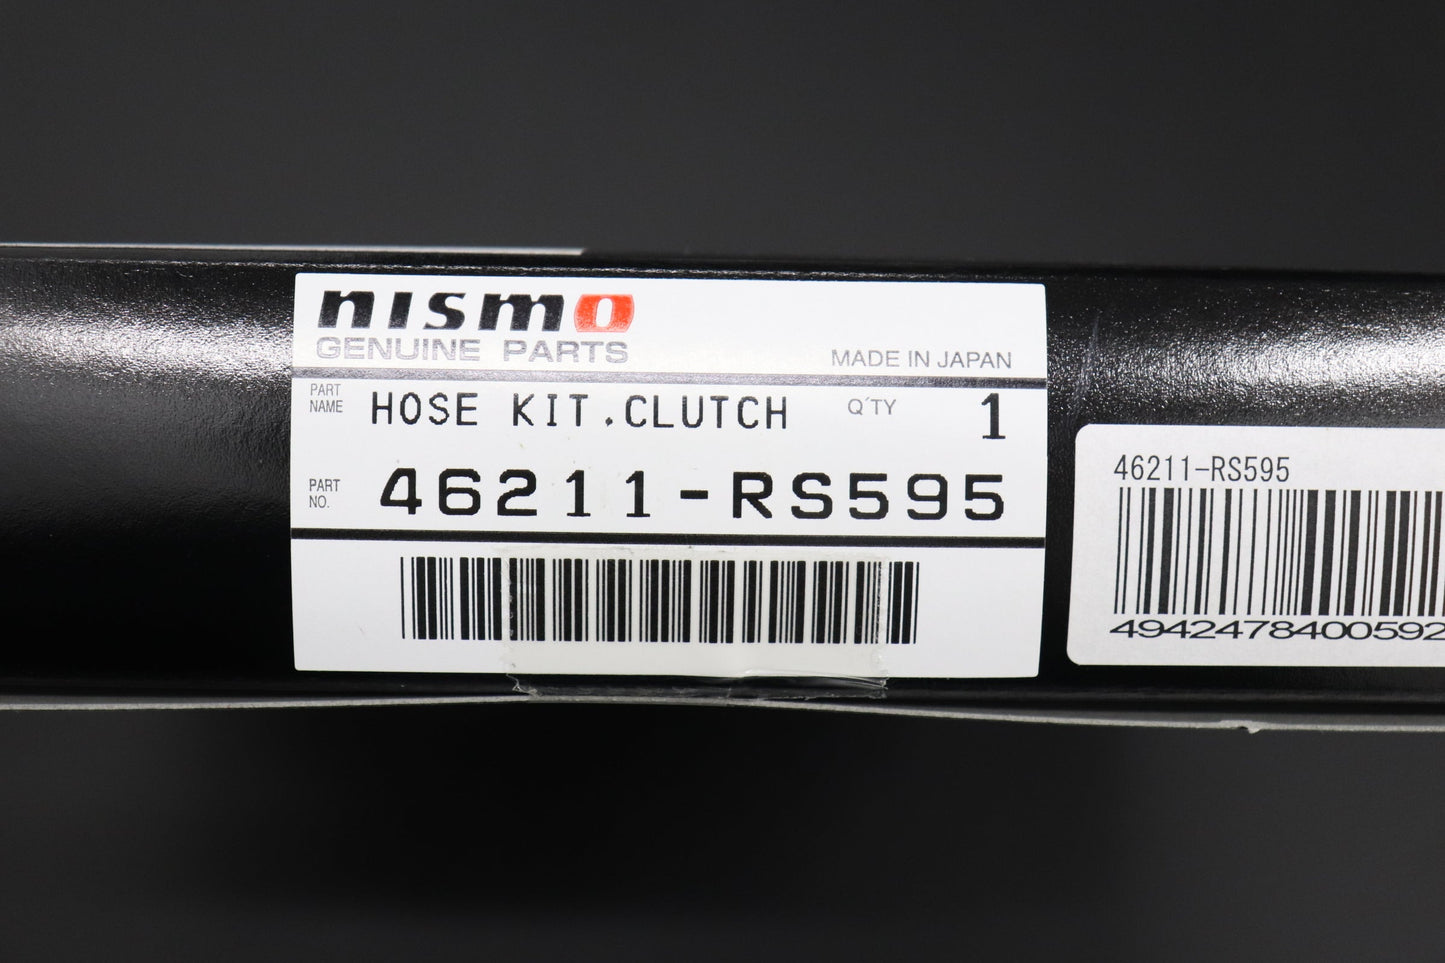 nismo
GENUINE PARTS
MADE IN JAPAN
PART NAME HOSE KIT.CLUTCH Q'TY 1
PART NO. 46211-RS595
46211-RS595
4942478400592